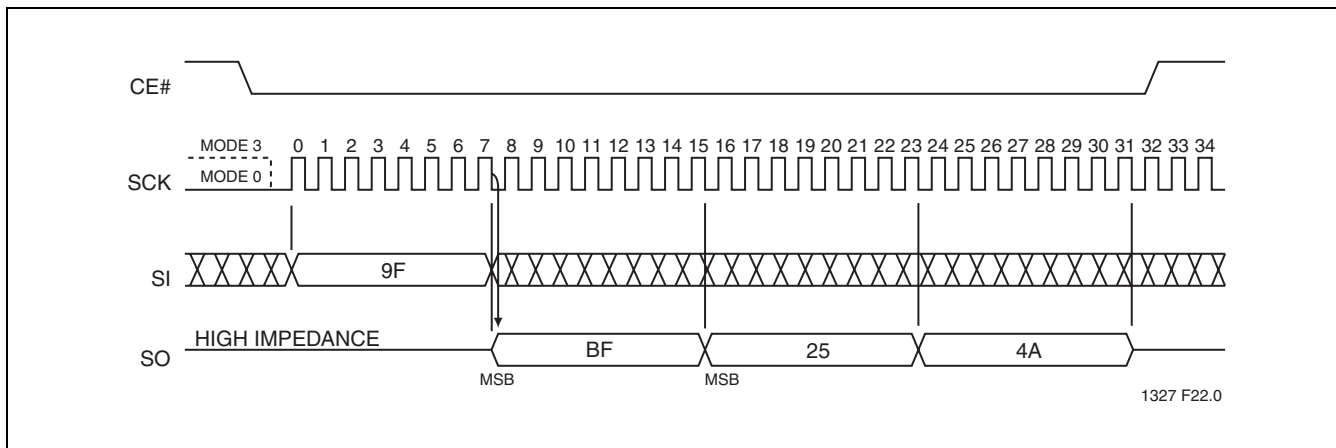 CE#
MODE 3
0 1 2 3 4 5 6 7 8 9 10 11 12 13 14 15 16 17 18 19 20 21 22 23 24 25 26 27 28 29 30 31 32 33 34
SCK
MODE 0
SI
9F
HIGH IMPEDANCE
SO
BF
25
4A
MSB
MSB
1327 F22.0